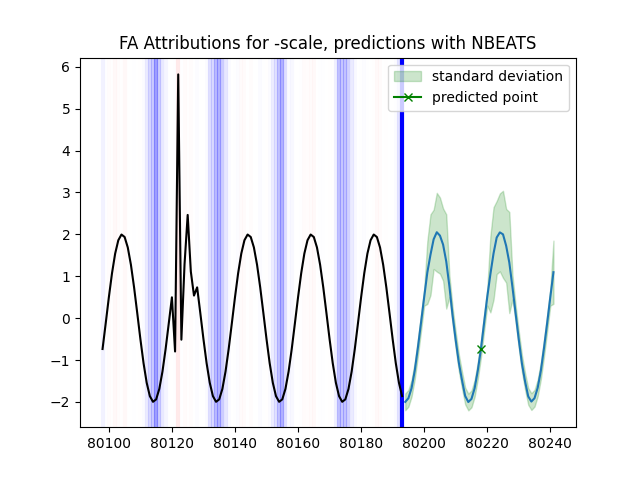 FA Attributions for -scale, predictions with NBEATS
standard deviation
predicted point
6
5
4
3
2
1
0
−1
−2
80100 80120 80140 80160 80180 80200 80220 80240